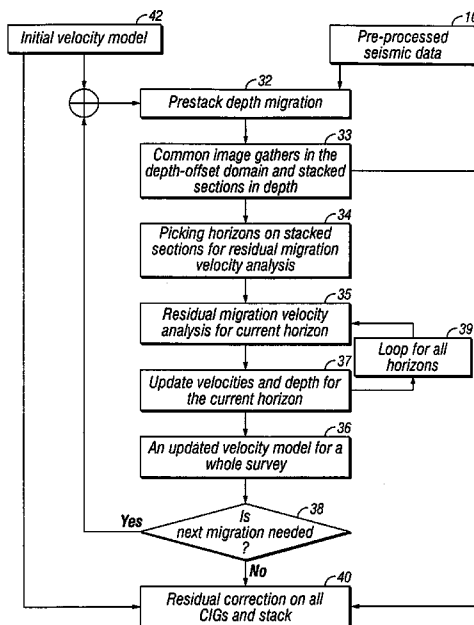 42
Initial velocity model
Pre-processed
seismic data
32
Prestack depth migration
33
Common image gathers in the
depth-offset domain and stacked
sections in depth
34
Picking horizons on stacked
sections for residual migration
velocity analysis
35
Residual migration velocity
analysis for current horizon
39
Loop for all
horizons
37
Update velocities and depth for
the current horizon
36
An updated velocity model for a
whole survey
38
Is
next migration needed
?
Yes
No
40
Residual correction on all
CIGs and stack